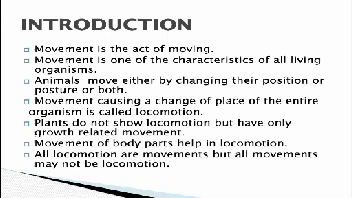 INTRODUCTION
Movement is the act of moving.
Movement is one of the characteristics of all living
organisms.
Animals move either by changing their position or
posture or both.
Movement causing a change of place of the entire
organism is called locomotion.
Plants do not show locomotion but have only
growth related movement.
Movement of body parts help in locomotion.
All locomotion are movements but all movements
may not be locomotion.